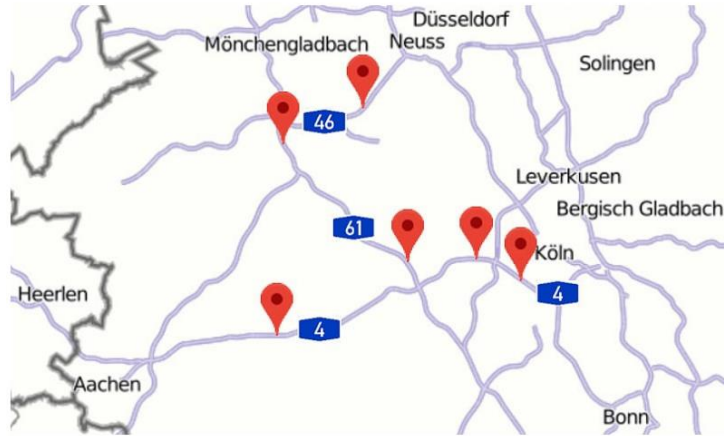 Düsseldorf
Mönchengladbach
Neuss
Solingen
46
Leverkusen
Bergisch Gladbach
61
Köln
Heerlen
4
4
Aachen
Bonn